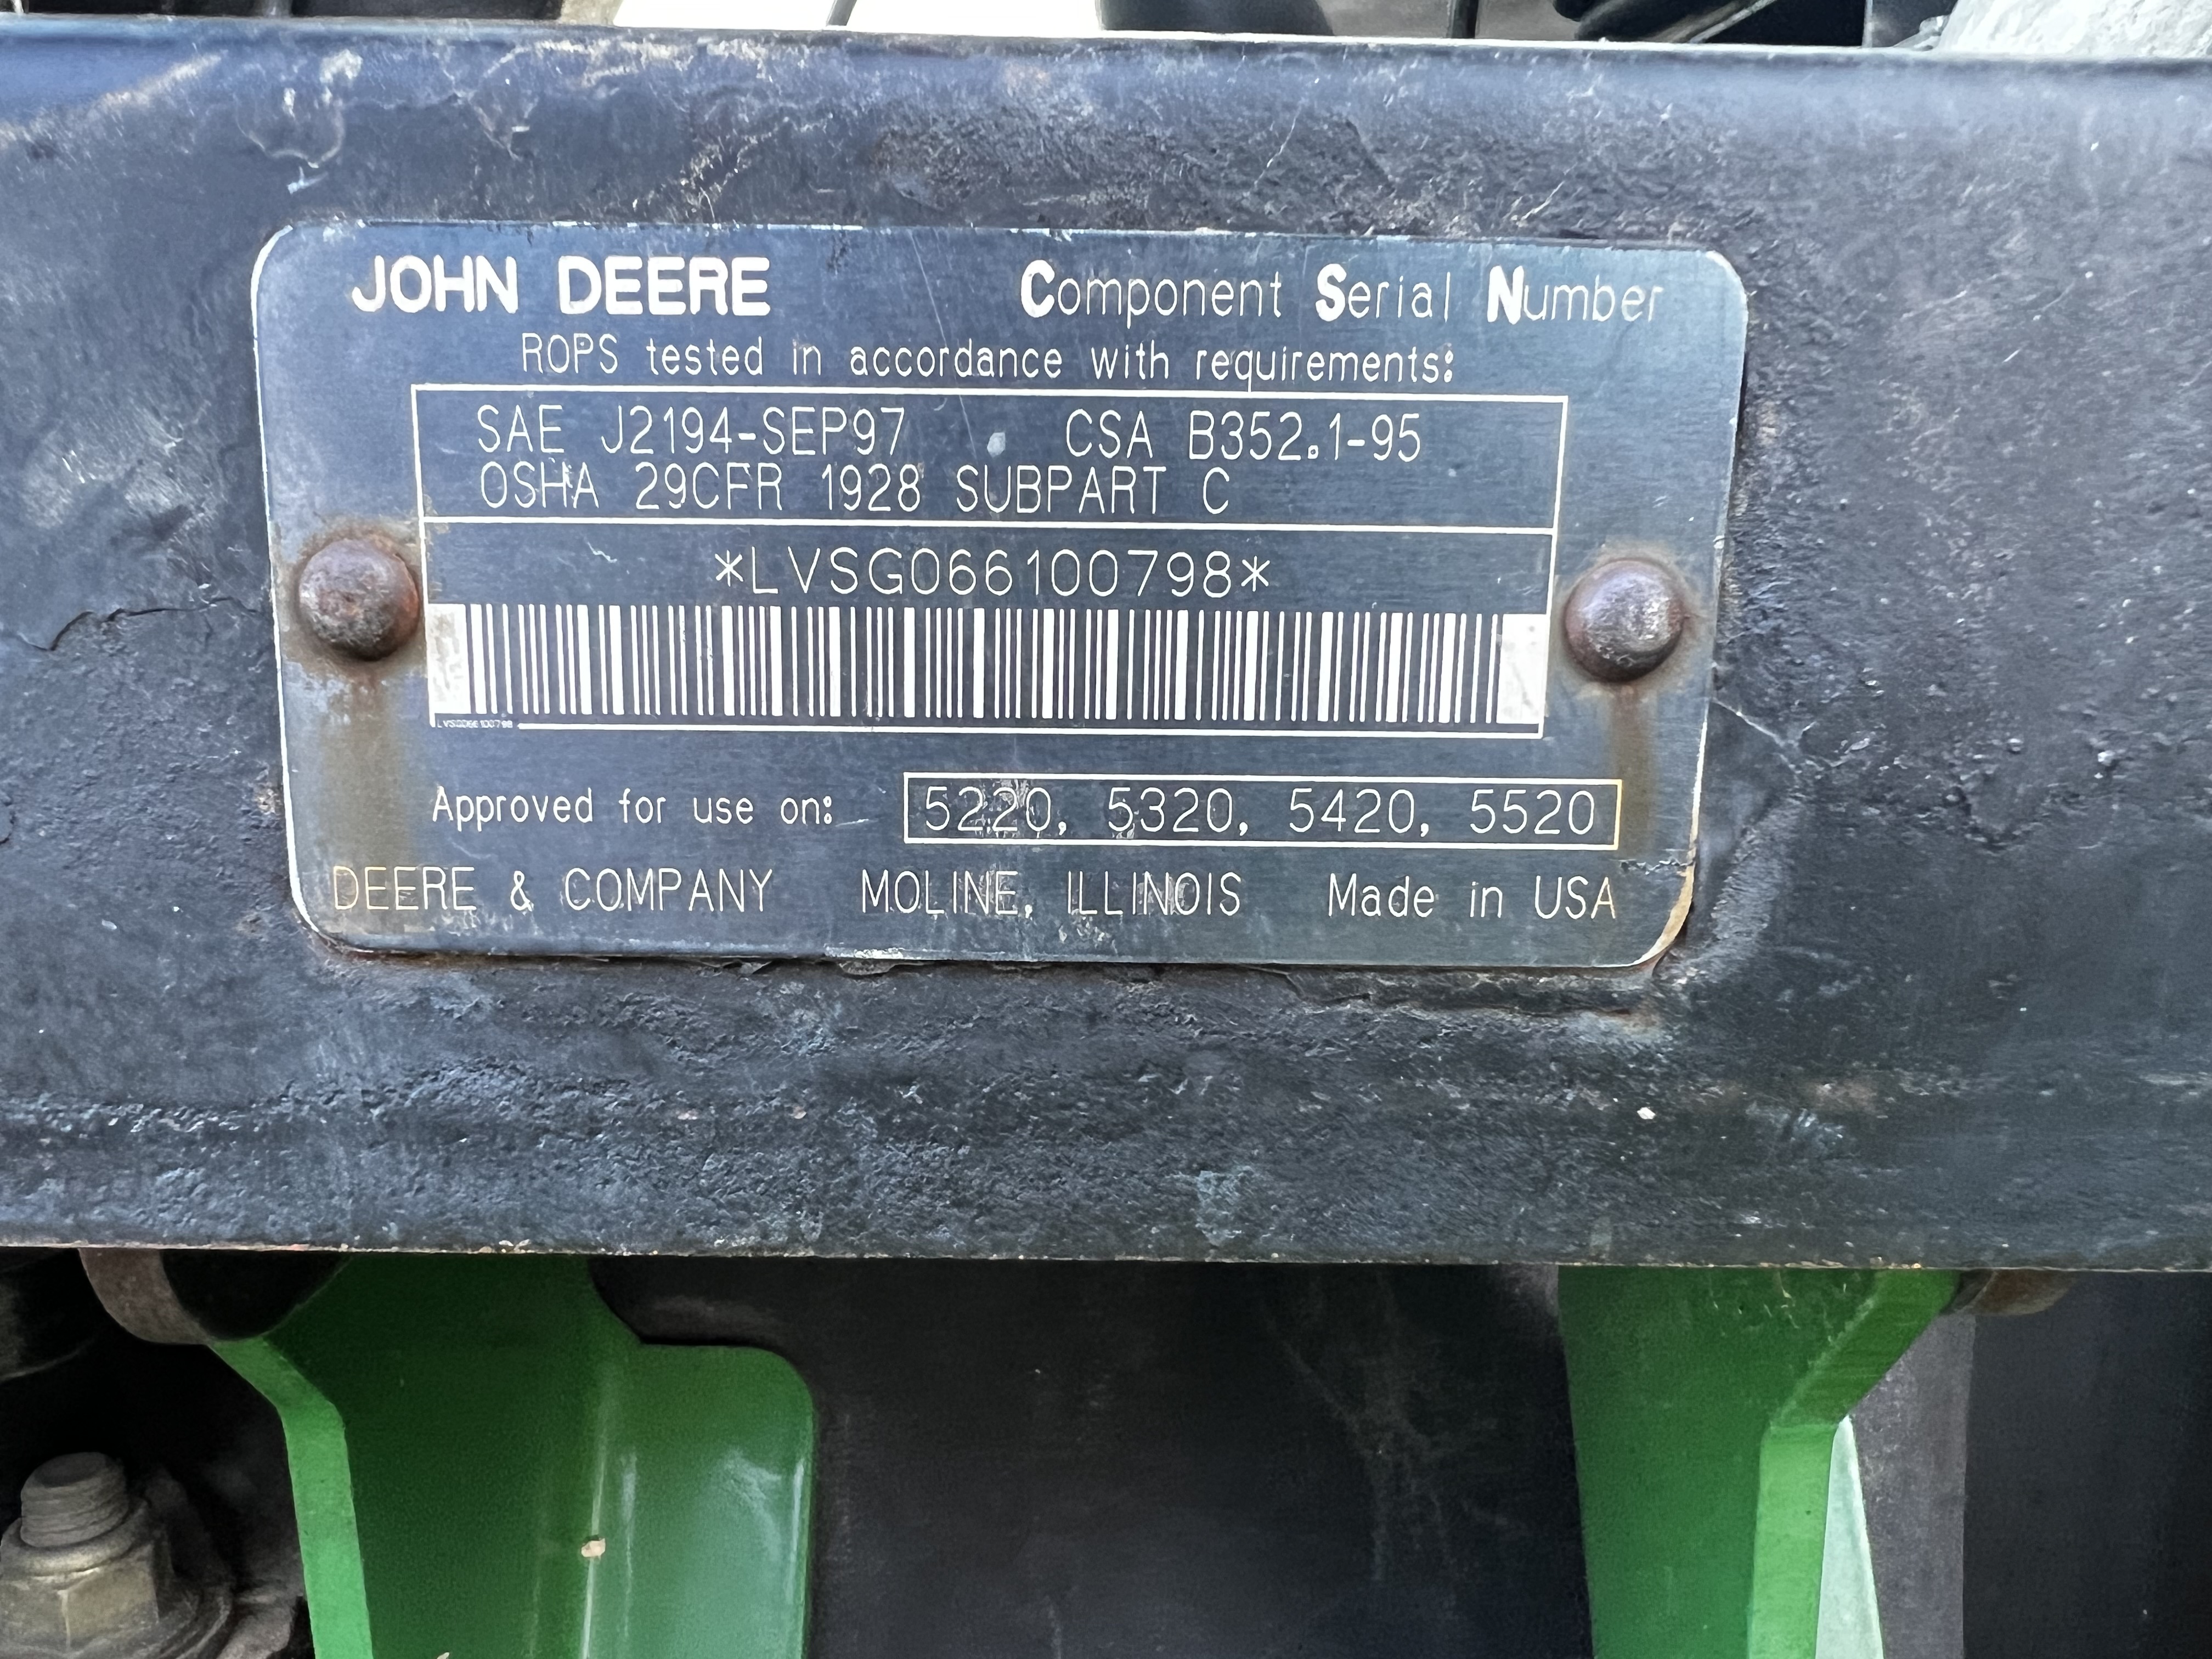 JOHN DEERE Component Serial Number
ROPS tested in accordance with requirements:
SAE J2194-SEP97 CSA B352.1-95
OSHA 29CFR 1928 SUBPART C
*LVSG066100798*
LVSG066100798
Approved for use on: 5220, 5320, 5420, 5520
DEERE & COMPANY MOLINE, ILLINOIS Made in USA